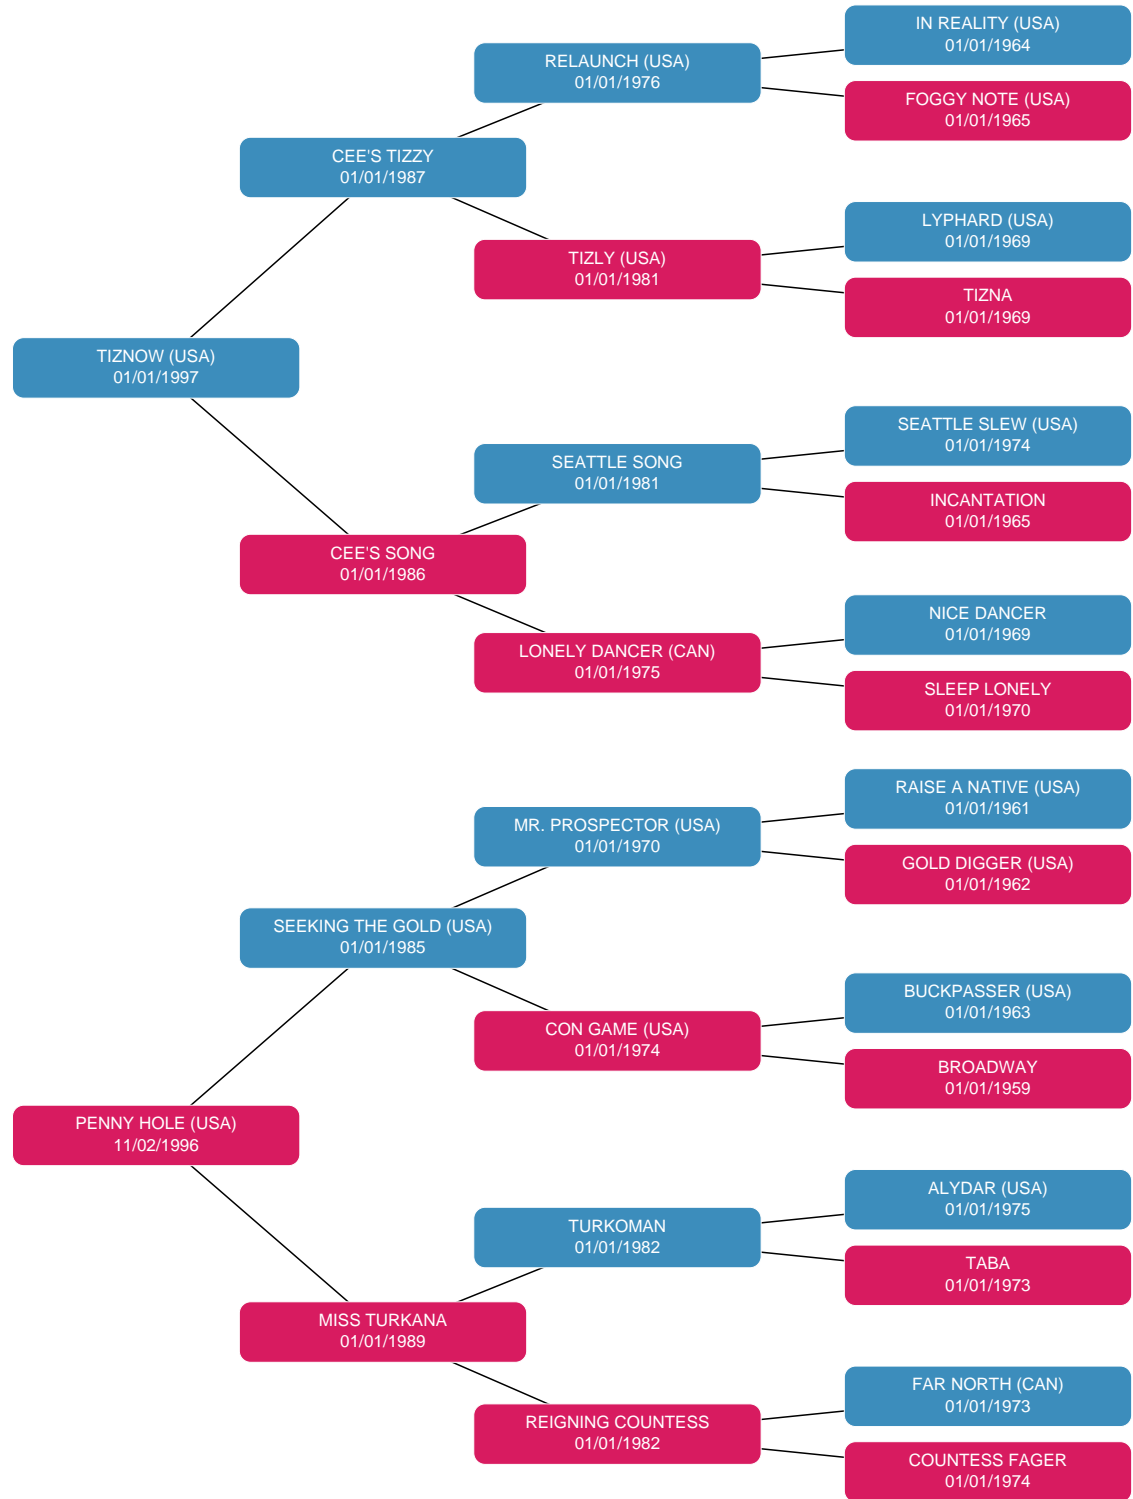 IN REALITY (USA)
01/01/1964
RELAUNCH (USA)
01/01/1976
FOGGY NOTE (USA)
01/01/1965
CEE'S TIZZY
01/01/1987
LYPHARD (USA)
01/01/1969
TIZLY (USA)
01/01/1981
TIZNA
01/01/1969
TIZNOW (USA)
01/01/1997
SEATTLE SLEW (USA)
01/01/1974
SEATTLE SONG
01/01/1981
INCANTATION
01/01/1965
CEE'S SONG
01/01/1986
NICE DANCER
01/01/1969
LONELY DANCER (CAN)
01/01/1975
SLEEP LONELY
01/01/1970
RAISE A NATIVE (USA)
01/01/1961
MR. PROSPECTOR (USA)
01/01/1970
GOLD DIGGER (USA)
01/01/1962
SEEKING THE GOLD (USA)
01/01/1985
BUCKPASSER (USA)
01/01/1963
CON GAME (USA)
01/01/1974
BROADWAY
01/01/1959
PENNY HOLE (USA)
11/02/1996
ALYDAR (USA)
01/01/1975
TURKOMAN
01/01/1982
TABA
01/01/1973
MISS TURKANA
01/01/1989
FAR NORTH (CAN)
01/01/1973
REIGNING COUNTESS
01/01/1982
COUNTESS FAGER
01/01/1974